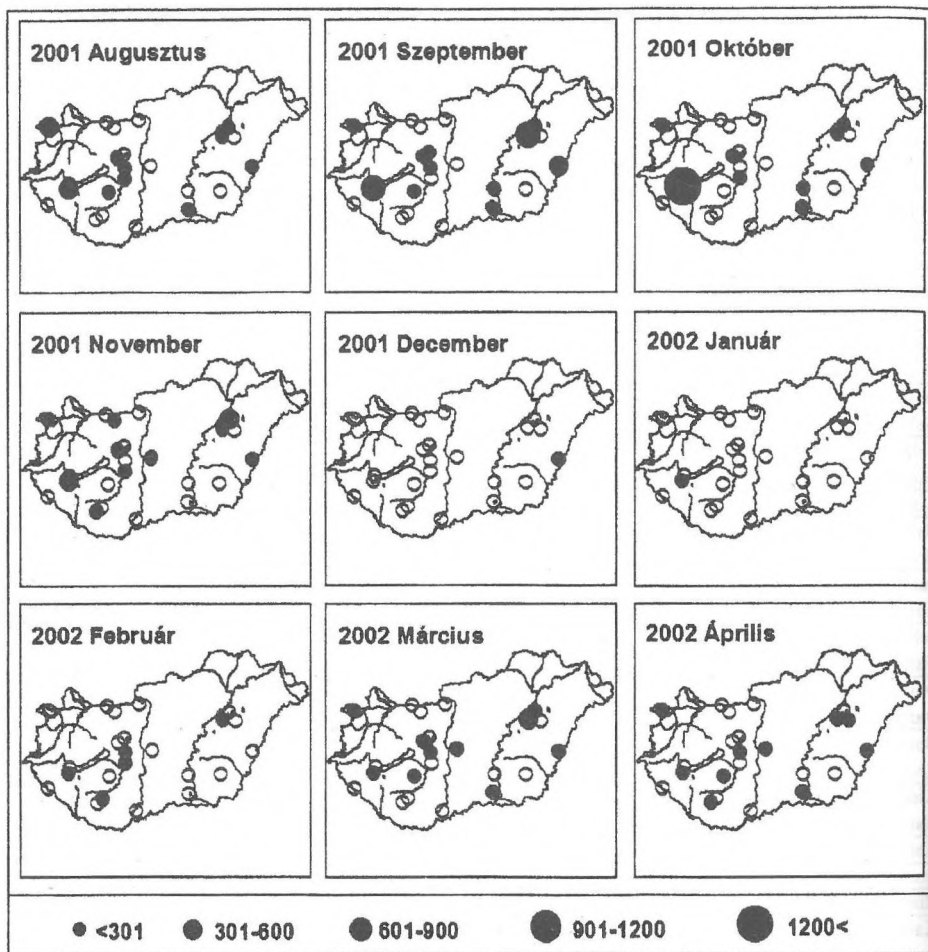 2001 Augusztus
2001 Szeptember
2001 Október
2001 November
2001 December
2002 Január
2002 Február
2002 Március
2002 Április
<301 301-600 601-900 901-1200 1200<